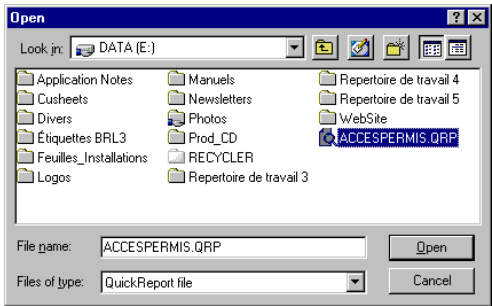 Open
Look in: DATA (E:)
Application Notes Manuels Repertoire de travail 4
Cusheets Newsletters Repertoire de travail 5
Divers Photos WebSite
Étiquettes BRL3 Prod_CD ACCESPERMIS.QRP
Feuilles_Installations RECYCLER
Logos Repertoire de travail 3
File name: ACCESPERMIS.QRP Open
Files of type: QuickReport file Cancel